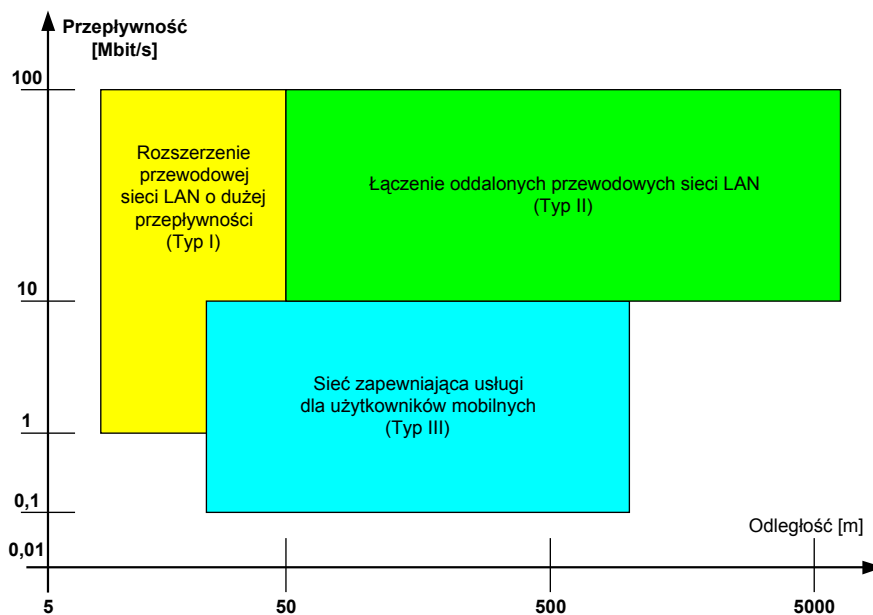 Przepływność
[Mbit/s]
100
Rozszerzenie
przewodowej
sieci LAN o dużej
przepływności
(Typ I)
Łączenie oddalonych przewodowych sieci LAN
(Typ II)
10
Sieć zapewniająca usługi
dla użytkowników mobilnych
(Typ III)
1
0,1
Odległość [m]
0,01
5
50
500
5000